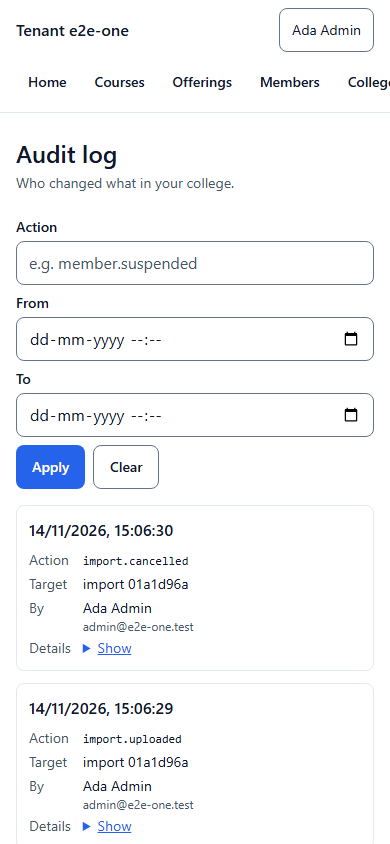 Tenant e2e-one
Ada Admin
Home Courses Offerings Members College
Audit log
Who changed what in your college.
Action
e.g. member.suspended
From
dd-mm-yyyy --:--
To
dd-mm-yyyy --:--
Apply Clear
14/11/2026, 15:06:30
Action import.cancelled
Target import 01a1d96a
By Ada Admin
admin@e2e-one.test
Details Show
14/11/2026, 15:06:29
Action import.uploaded
Target import 01a1d96a
By Ada Admin
admin@e2e-one.test
Details Show